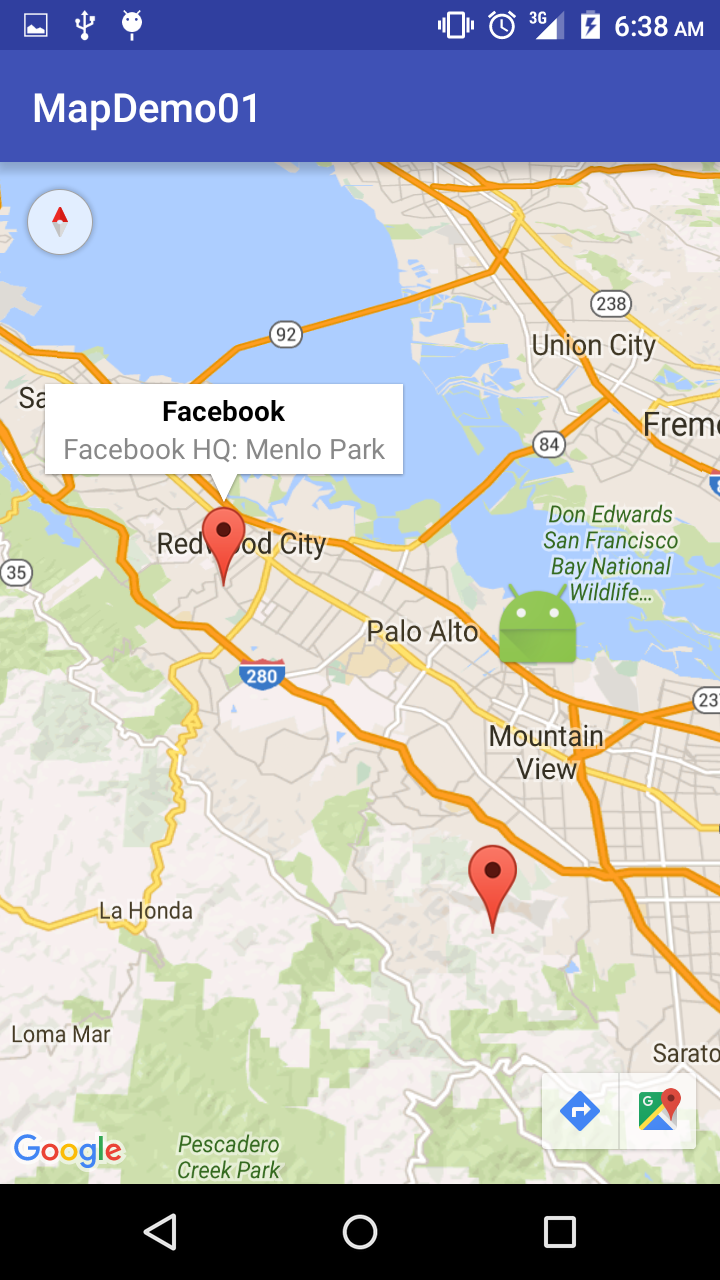 3G
6:38 AM
MapDemo01
238
92
Union City
Sa
Facebook
Facebook HQ: Menlo Park
Freme
84
Don Edwards
San Francisco
Bay National
Wildlife...
Redwood City
35
Palo Alto
280
237
Mountain
View
La Honda
Loma Mar
Sarato
G
Google
Pescadero
Creek Park